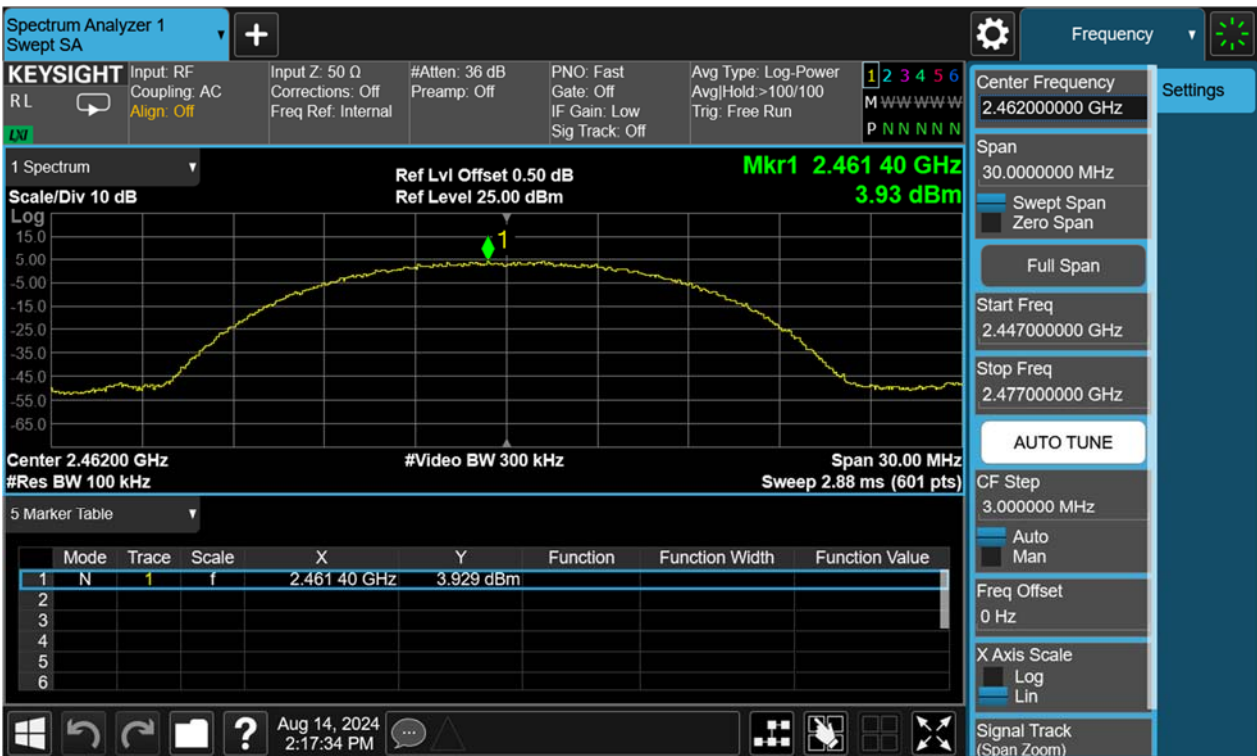 Spectrum Analyzer 1
Swept SA
Frequency
KEYSIGHT
R L
LXI
Input: RF
Coupling: AC
Align: Off
Input Z: 50 Ω
Corrections: Off
Freq Ref: Internal
#Atten: 36 dB
Preamp: Off
PNO: Fast
Gate: Off
IF Gain: Low
Sig Track: Off
Avg Type: Log-Power
Avg|Hold:>100/100
Trig: Free Run
1 2 3 4 5 6
M W W W W W
P N N N N N
1 Spectrum
Scale/Div 10 dB
Ref Lvl Offset 0.50 dB
Ref Level 25.00 dBm
Mkr1 2.461 40 GHz
3.93 dBm
Log
15.0
5.00
-5.00
-15.0
-25.0
-35.0
-45.0
-55.0
-65.0
1
Center 2.46200 GHz
#Res BW 100 kHz
#Video BW 300 kHz
Span 30.00 MHz
Sweep 2.88 ms (601 pts)
5 Marker Table
Mode Trace Scale X Y Function Function Width Function Value
1 N 1 f 2.461 40 GHz 3.929 dBm
2
3
4
5
6
Aug 14, 2024
2:17:34 PM
Center Frequency
2.462000000 GHz
Span
30.0000000 MHz
Swept Span
Zero Span
Full Span
Start Freq
2.447000000 GHz
Stop Freq
2.477000000 GHz
AUTO TUNE
CF Step
3.000000 MHz
Auto
Man
Freq Offset
0 Hz
X Axis Scale
Log
Lin
Signal Track
(Span Zoom)
Settings